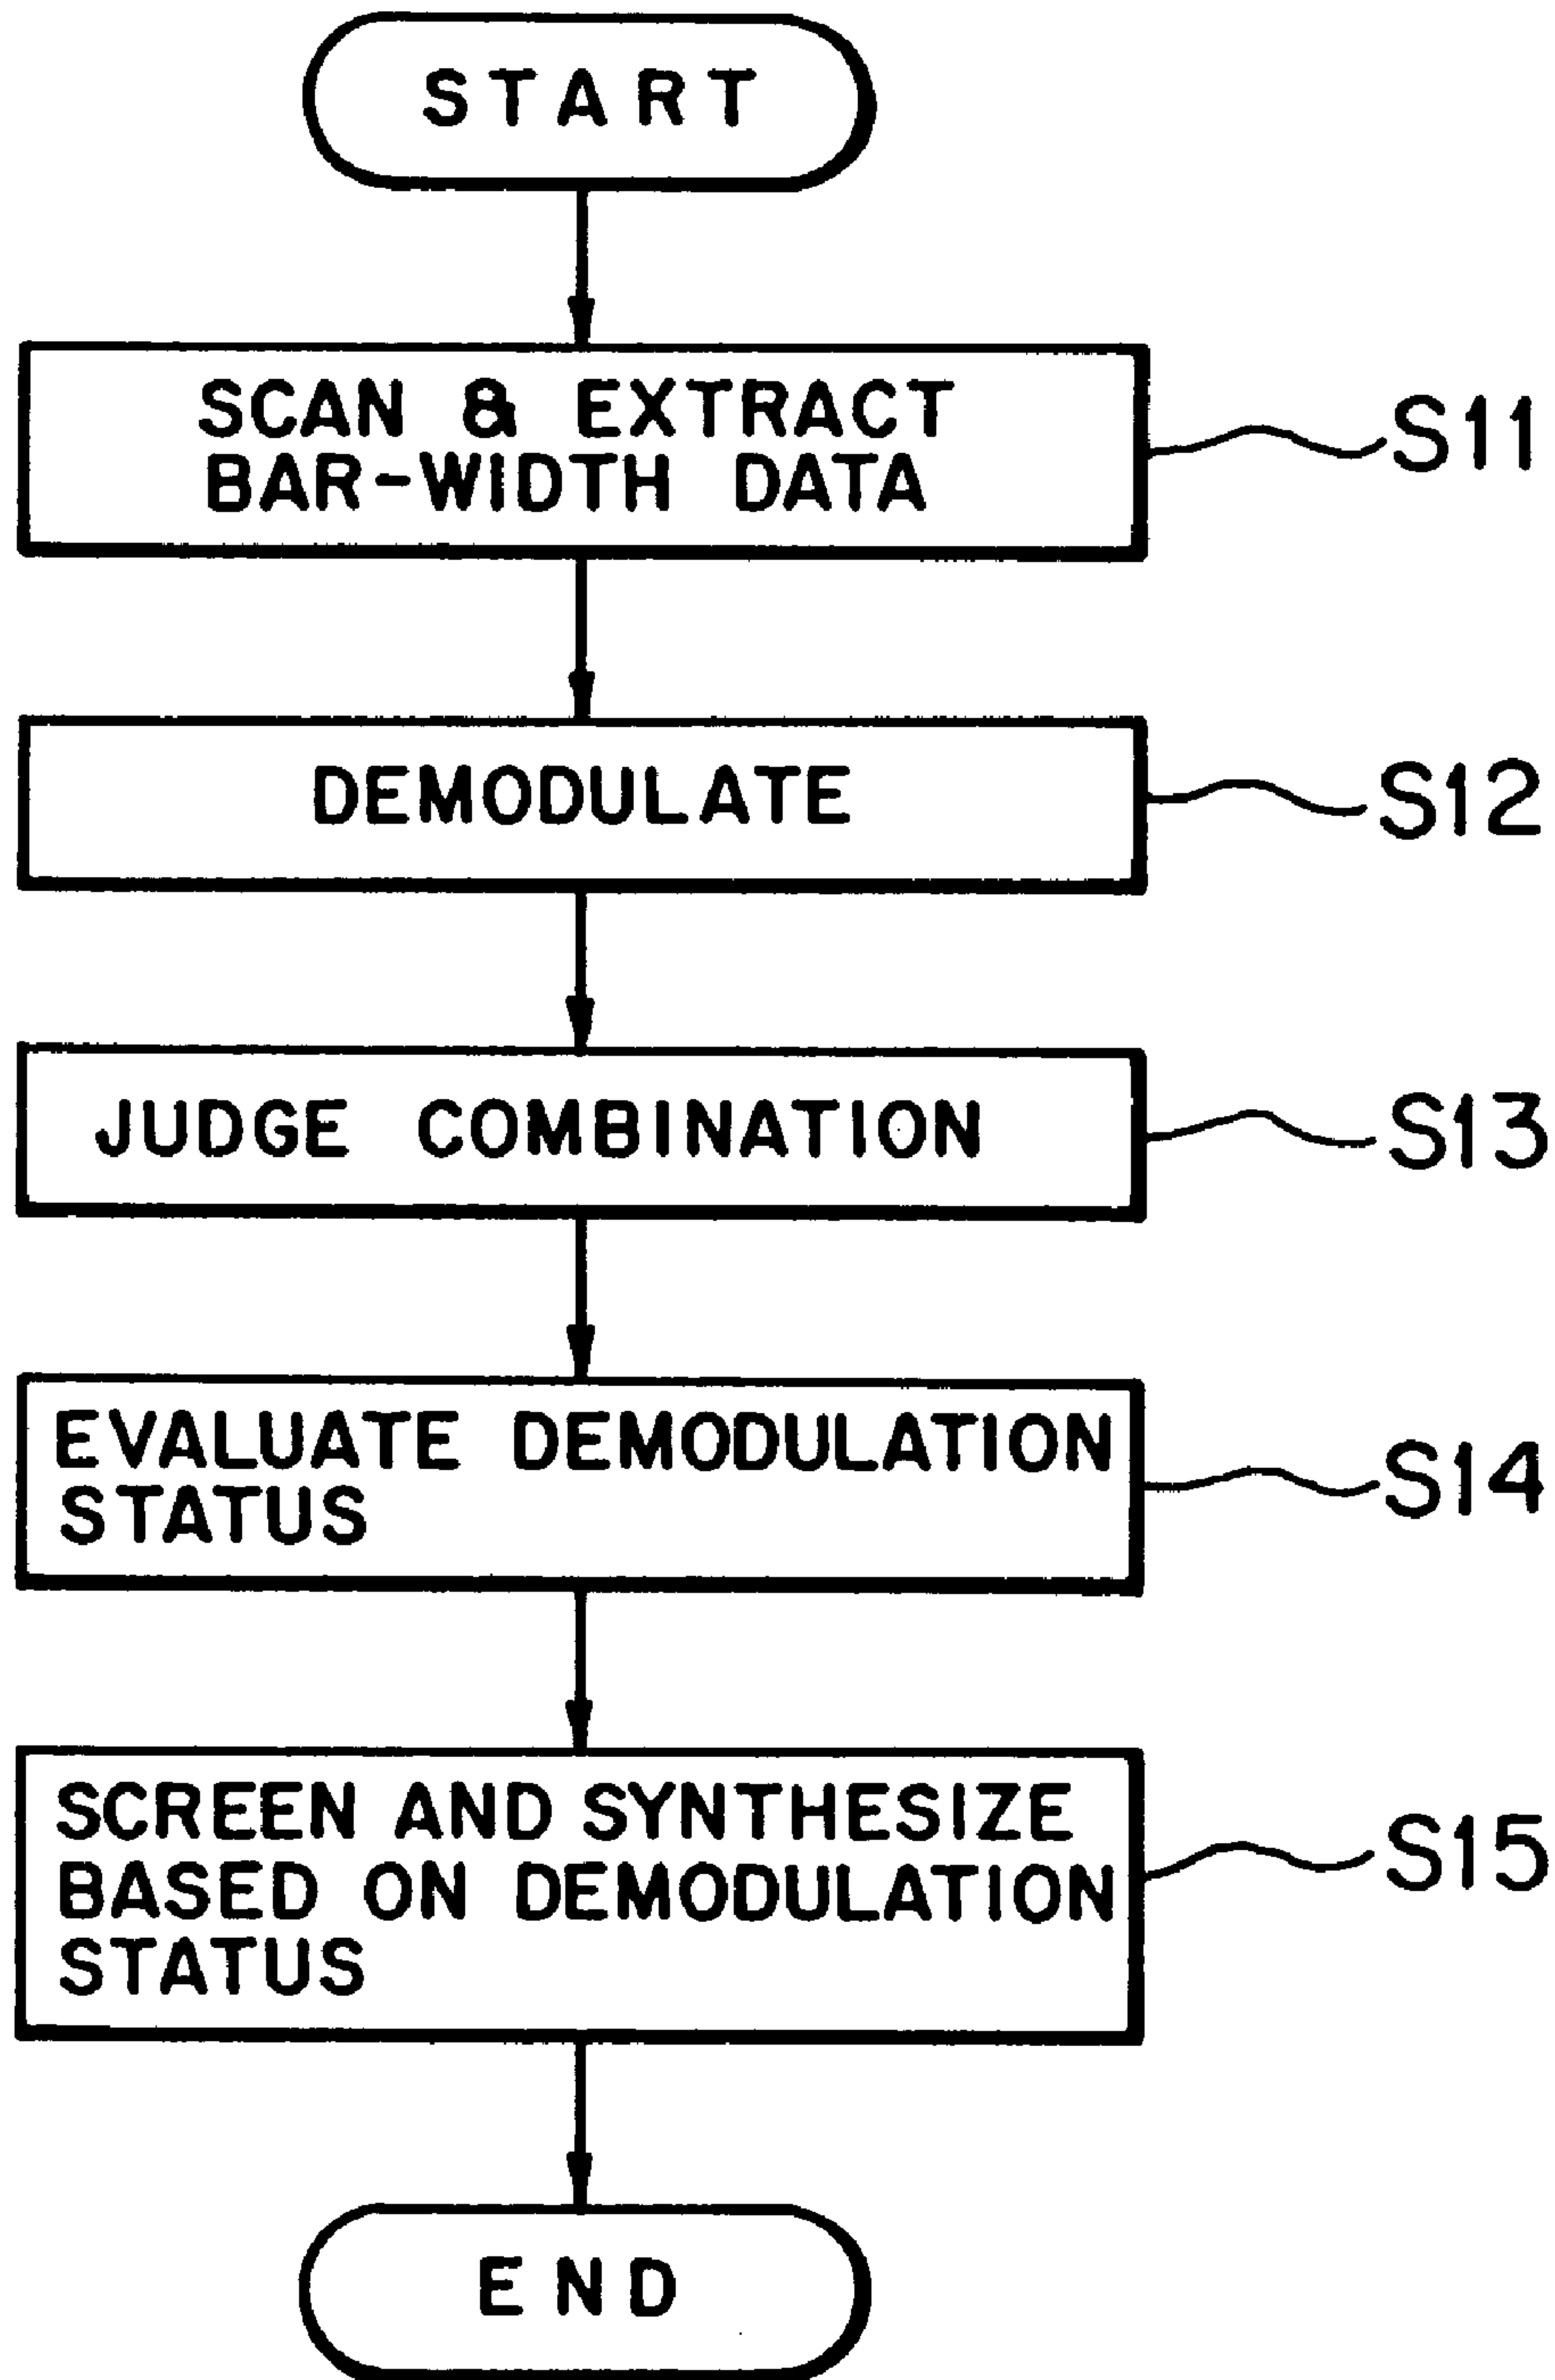 START
SCAN & EXTRACT
BAR-WIDTH DATA
S11
DEMODULATE
S12
JUDGE COMBINATION
S13
EVALUATE DEMODULATION
STATUS
S14
SCREEN AND SYNTHESIZE
BASED ON DEMODULATION
STATUS
S15
END